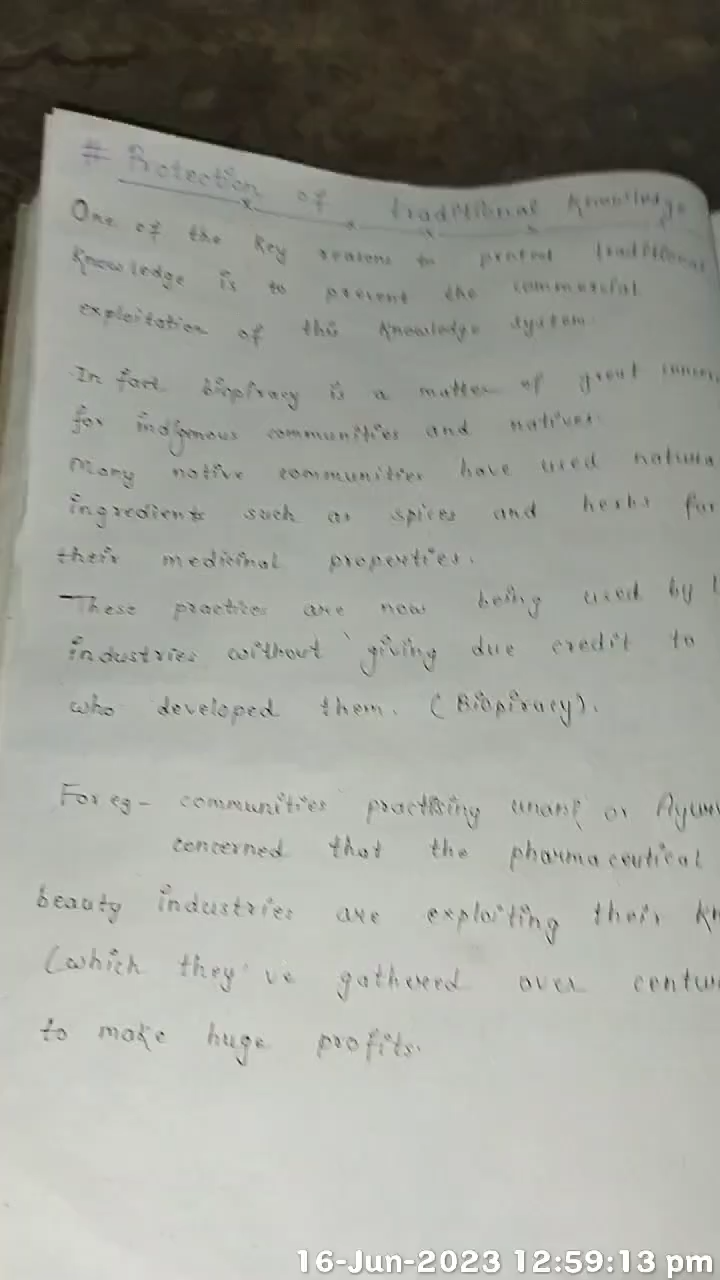 # Protection of traditional knowledge
One of the key reasons to protect traditional
knowledge is to prevent the commercial
exploitation of this knowledge system.
In fact biopiracy is a matter of great
for indgenous communities and natives.
Many native communities have used natura
ingredients such as spices and herbs for
their medicinal properties.
These practices are now being used by
industries without giving due credit to
who developed them. (Biopiracy).
For eg - communities practising unani or Ayur
concerned that the pharmaceutical
beauty industries are exploiting their kn
(which they've gathered over centu
to make huge profits.
16-Jun-2023 12:59:13 pm